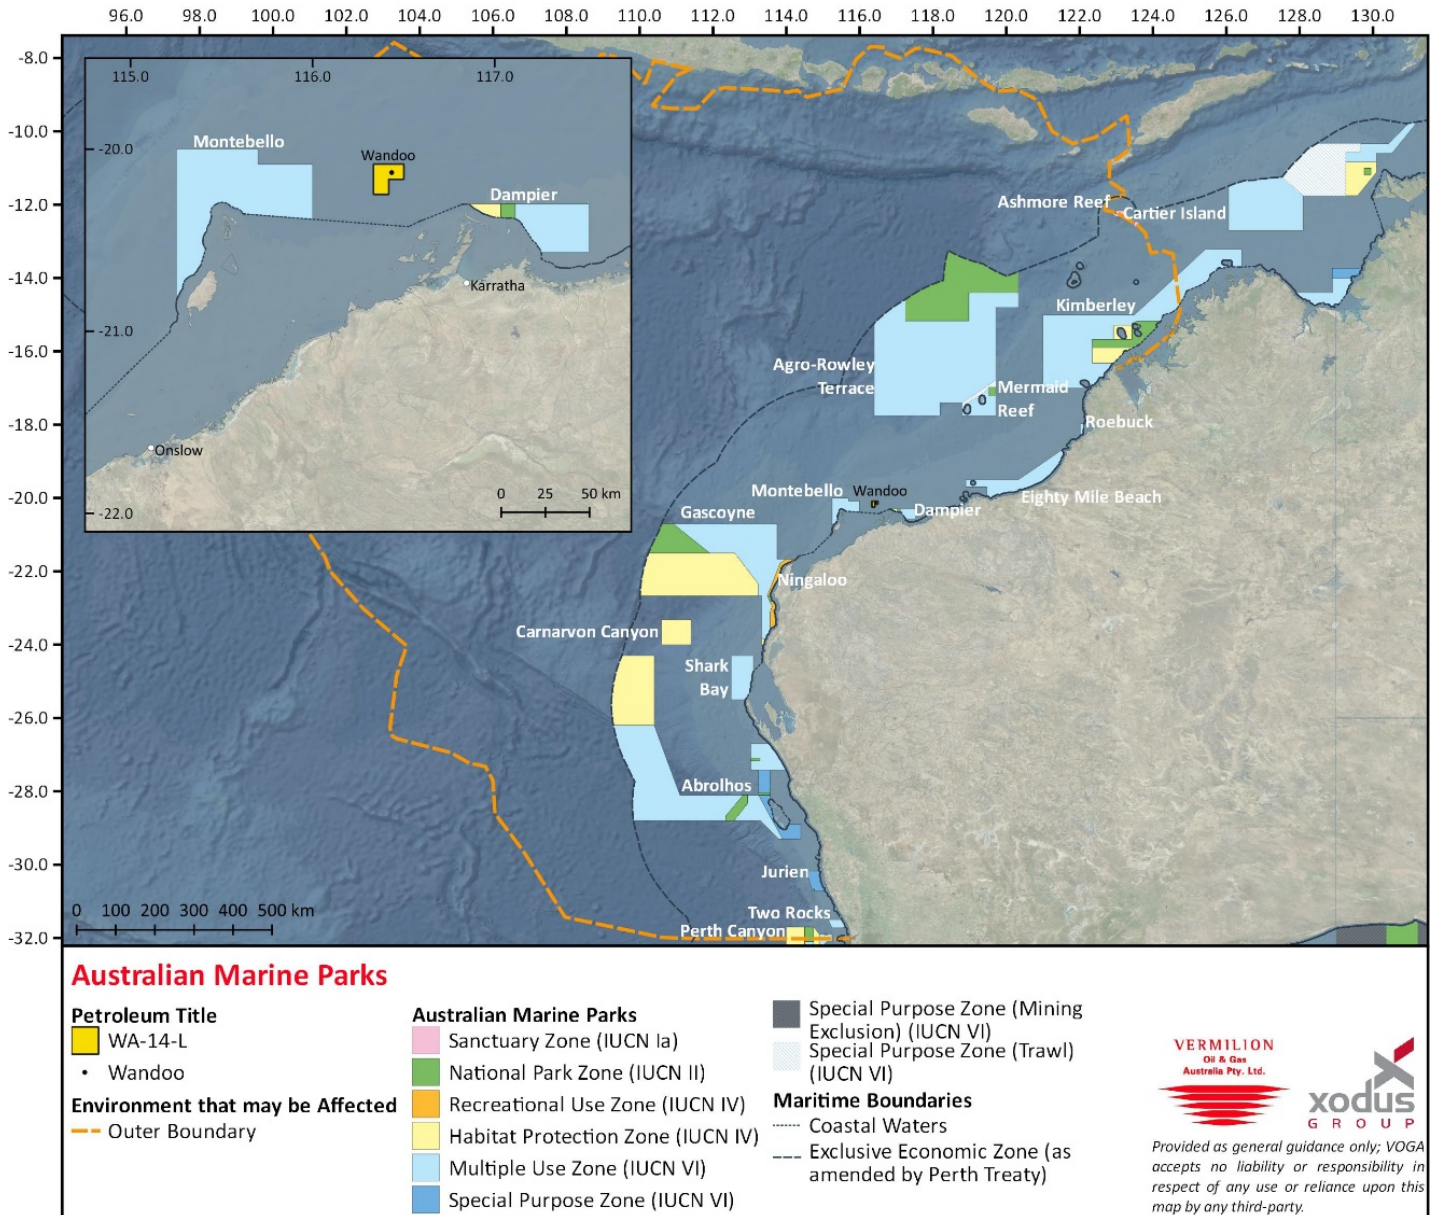 96.0 98.0 100.0 102.0 104.0 106.0 108.0 110.0 112.0 114.0 116.0 118.0 120.0 122.0 124.0 126.0 128.0 130.0
-8.0
-10.0
-12.0
-14.0
-16.0
-18.0
-20.0
-22.0
-24.0
-26.0
-28.0
-30.0
-32.0
115.0 116.0 117.0
-20.0
-21.0
-22.0
Montebello
Wandoo
Dampier
Karratha
Onslow
0 25 50 km
Ashmore Reef
Cartier Island
Kimberley
Agro-Rowley
Terrace
Mermaid
Reef
Roebuck
Montebello
Wandoo
Eighty Mile Beach
Dampier
Gascoyne
Ningaloo
Carnarvon Canyon
Shark
Bay
Abrolhos
Jurien
Two Rocks
Perth Canyon
0 100 200 300 400 500 km
Australian Marine Parks
Petroleum Title
WA-14-L
Wandoo
Environment that may be Affected
Outer Boundary
Australian Marine Parks
Sanctuary Zone (IUCN Ia)
National Park Zone (IUCN II)
Recreational Use Zone (IUCN IV)
Habitat Protection Zone (IUCN IV)
Multiple Use Zone (IUCN VI)
Special Purpose Zone (IUCN VI)
Special Purpose Zone (Mining
Exclusion) (IUCN VI)
Special Purpose Zone (Trawl)
(IUCN VI)
Maritime Boundaries
Coastal Waters
Exclusive Economic Zone (as
amended by Perth Treaty)
VERMILION
Oil & Gas
Australia Pty. Ltd.
xodus
GROUP
Provided as general guidance only; VOGA
accepts no liability or responsibility in
respect of any use or reliance upon this
map by any third-party.